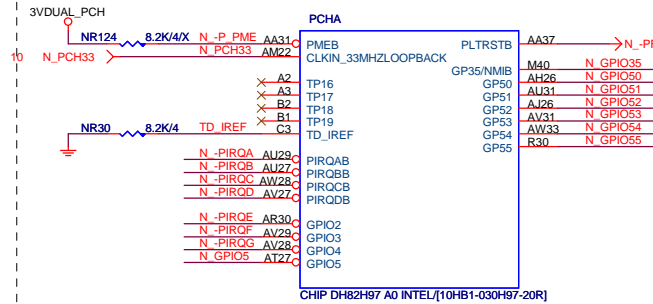 3VDUAL_PCH
PCHA
NR124 8.2K/4/X N_-P_PME AA31 PMEB PLTRSTB AA37
10 N_PCH33 N_PCH33 AM22 CLKIN_33MHZLOOPBACK
GP35/NMIB M40 N_GPIO35
A2 TP16 GP50 AH26 N_GPIO50
A3 TP17 GP51 AU31 N_GPIO51
B2 TP18 GP52 AJ26 N_GPIO52
B1 TP19 GP53 AV31 N_GPIO53
NR30 8.2K/4 TD_IREF C3 TD_IREF GP54 AW33 N_GPIO54
GP55 R30 N_GPIO55
N_-PIRQA AU29 PIRQAB
N_-PIRQB AU27 PIRQBB
N_-PIRQC AW28 PIRQCB
N_-PIRQD AV27 PIRQDB
N_-PIRQE AR30 GPIO2
N_-PIRQF AV29 GPIO3
N_-PIRQG AV28 GPIO4
N_GPIO5 AT27 GPIO5
CHIP DH82H97 A0 INTEL/[10HB1-030H97-20R]